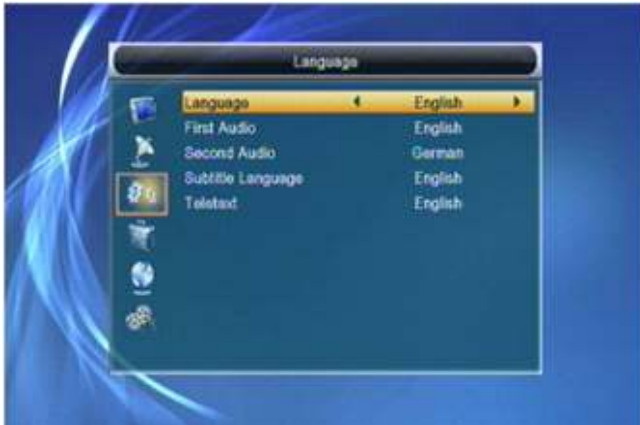 Language
Language English
First Audio English
Second Audio German
Subtitle Language English
Teletext English